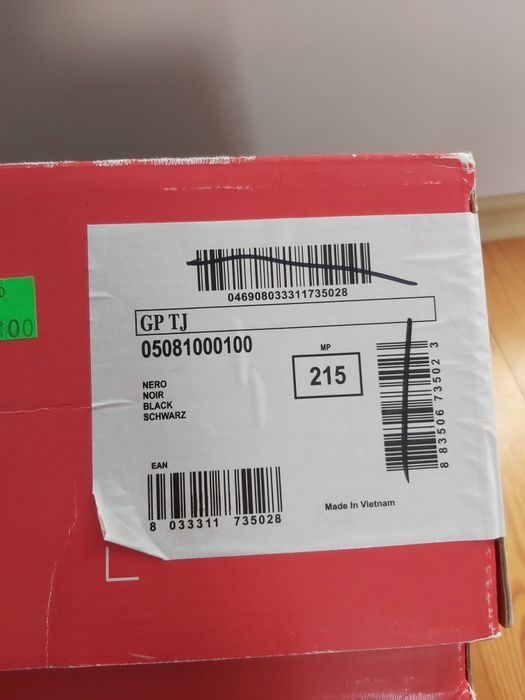 046908033311735028
GP TJ
05081000100
MP
215
NERO
NOIR
BLACK
SCHWARZ
8 83506 73502 3
EAN
8 033311 735028
Made In Vietnam